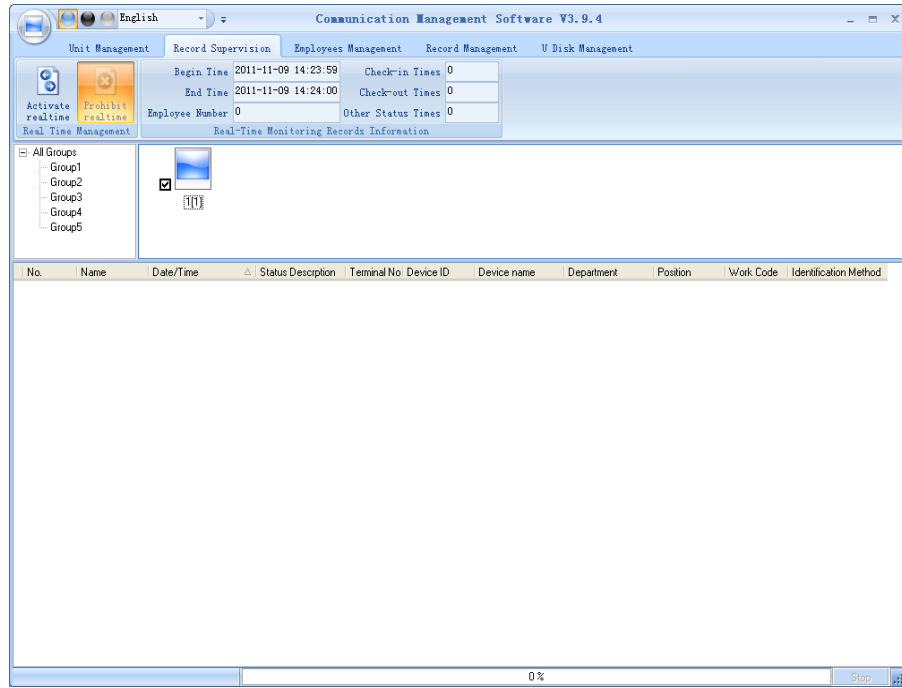 English
Communication Management Software V3.9.4
Unit Management Record Supervision Employees Management Record Management U Disk Management
Activate realtime
Prohibit realtime
Real Time Management
Begin Time 2011-11-09 14:23:59 Check-in Times 0
End Time 2011-11-09 14:24:00 Check-out Times 0
Employee Number 0 Other Status Times 0
Real-Time Monitoring Records Information
All Groups
Group1
Group2
Group3
Group4
Group5
1[1]
No. Name Date/Time Status Descrption Terminal No Device ID Device name Department Position Work Code Identification Method
0%
Stop